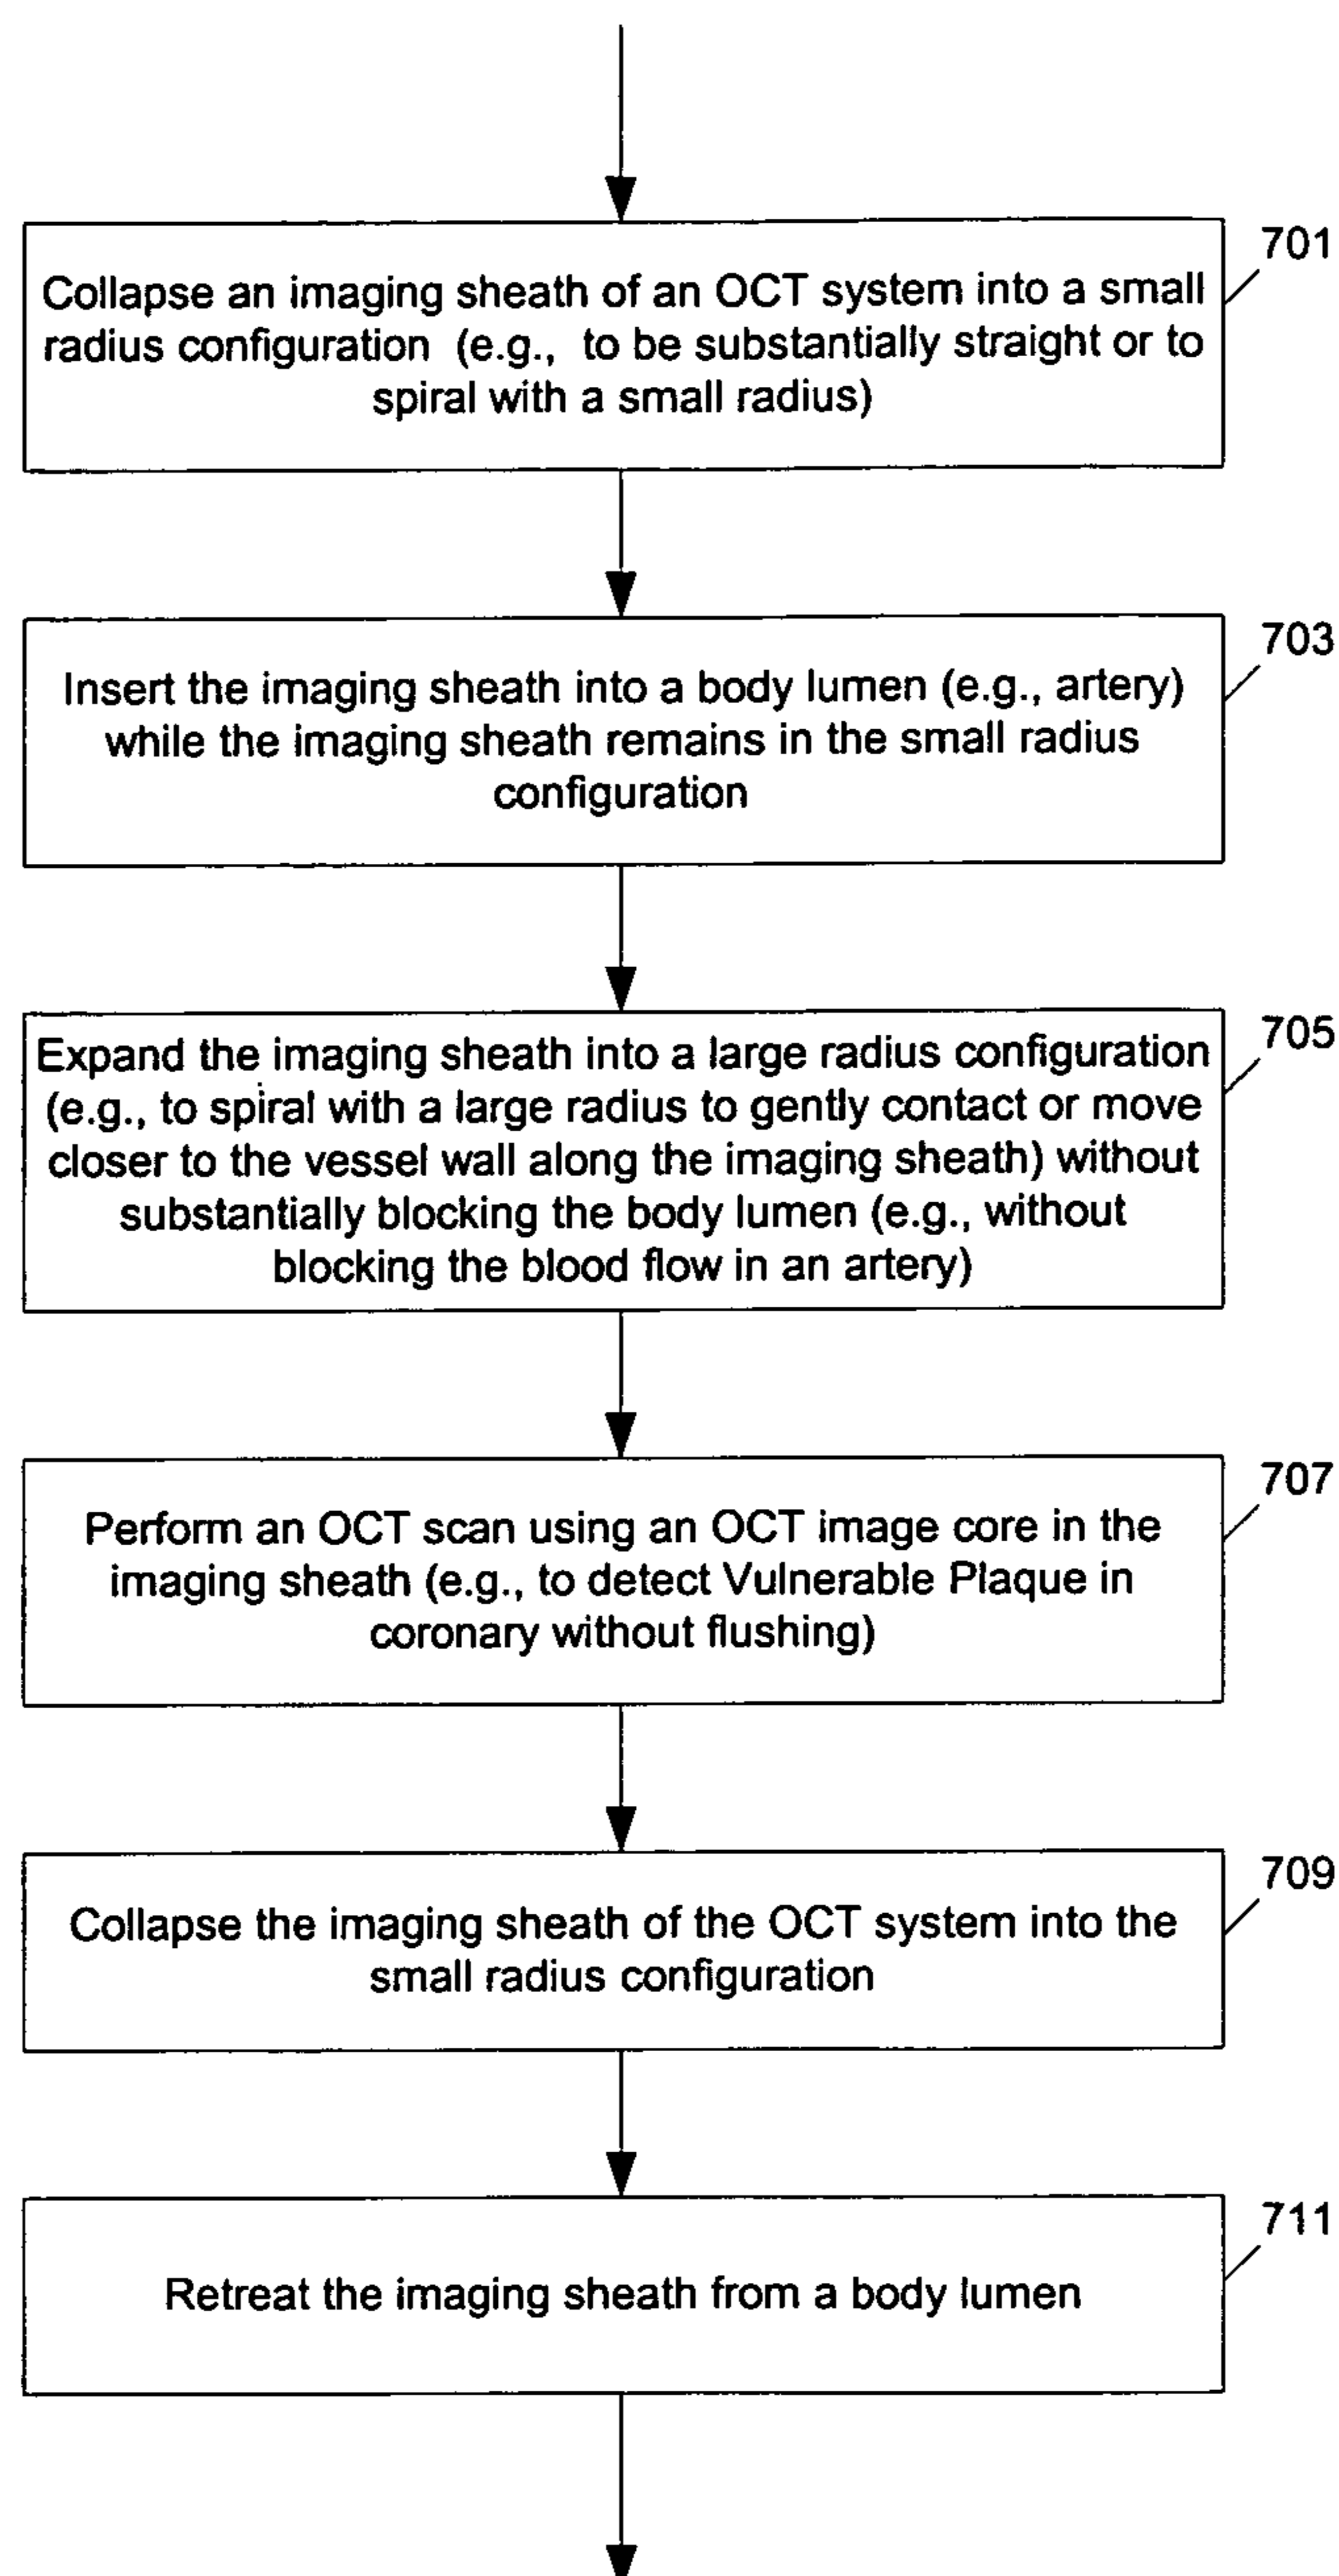 701
Collapse an imaging sheath of an OCT system into a small
radius configuration (e.g., to be substantially straight or to
spiral with a small radius)
703
Insert the imaging sheath into a body lumen (e.g., artery)
while the imaging sheath remains in the small radius
configuration
705
Expand the imaging sheath into a large radius configuration
(e.g., to spiral with a large radius to gently contact or move
closer to the vessel wall along the imaging sheath) without
substantially blocking the body lumen (e.g., without
blocking the blood flow in an artery)
707
Perform an OCT scan using an OCT image core in the
imaging sheath (e.g., to detect Vulnerable Plaque in
coronary without flushing)
709
Collapse the imaging sheath of the OCT system into the
small radius configuration
711
Retreat the imaging sheath from a body lumen